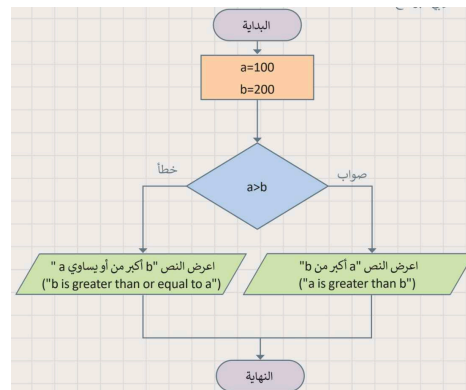 البداية
a=100
b=200
a>b
صواب
خطأ
اعرض النص "a أكبر من b"
("a is greater than b")
اعرض النص "b أكبر من أو يساوي a "
("b is greater than or equal to a")
النهاية